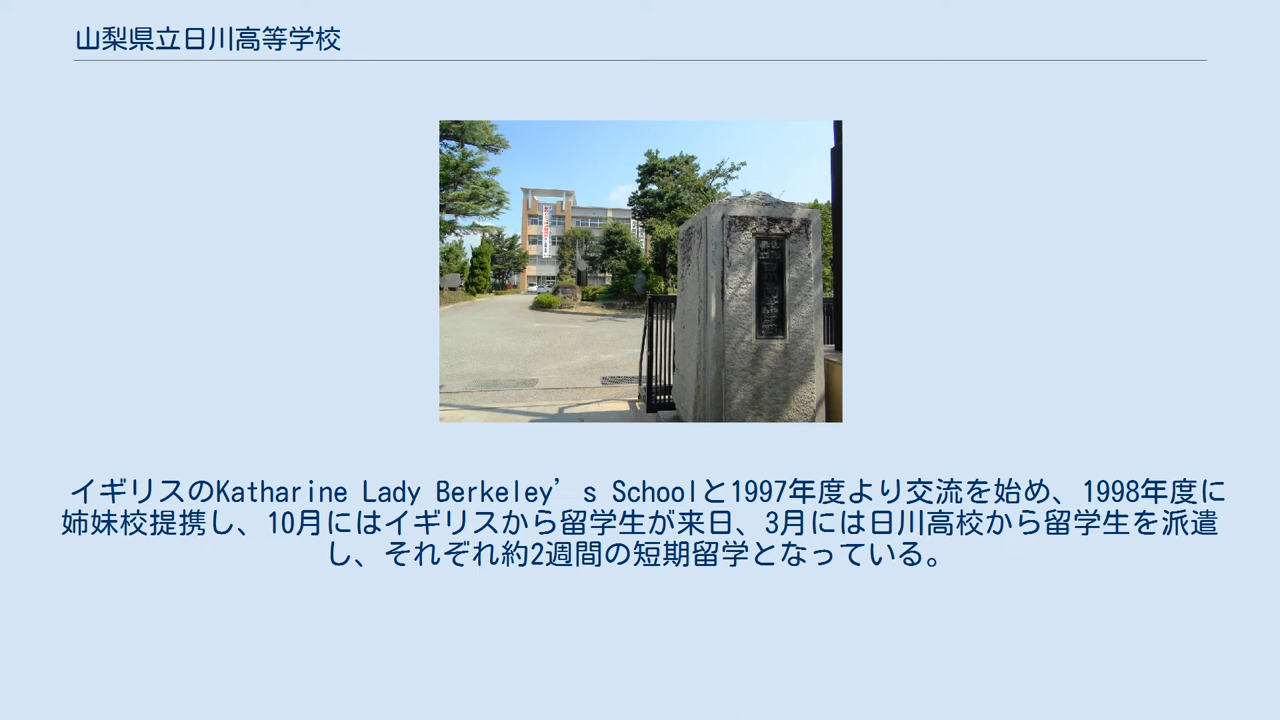 山梨県立日川高等学校
イギリスのKatharine Lady Berkeley’s Schoolと1997年度より交流を始め、1998年度に
姉妹校提携し、10月にはイギリスから留学生が来日、3月には日川高校から留学生を派遣
し、それぞれ約2週間の短期留学となっている。